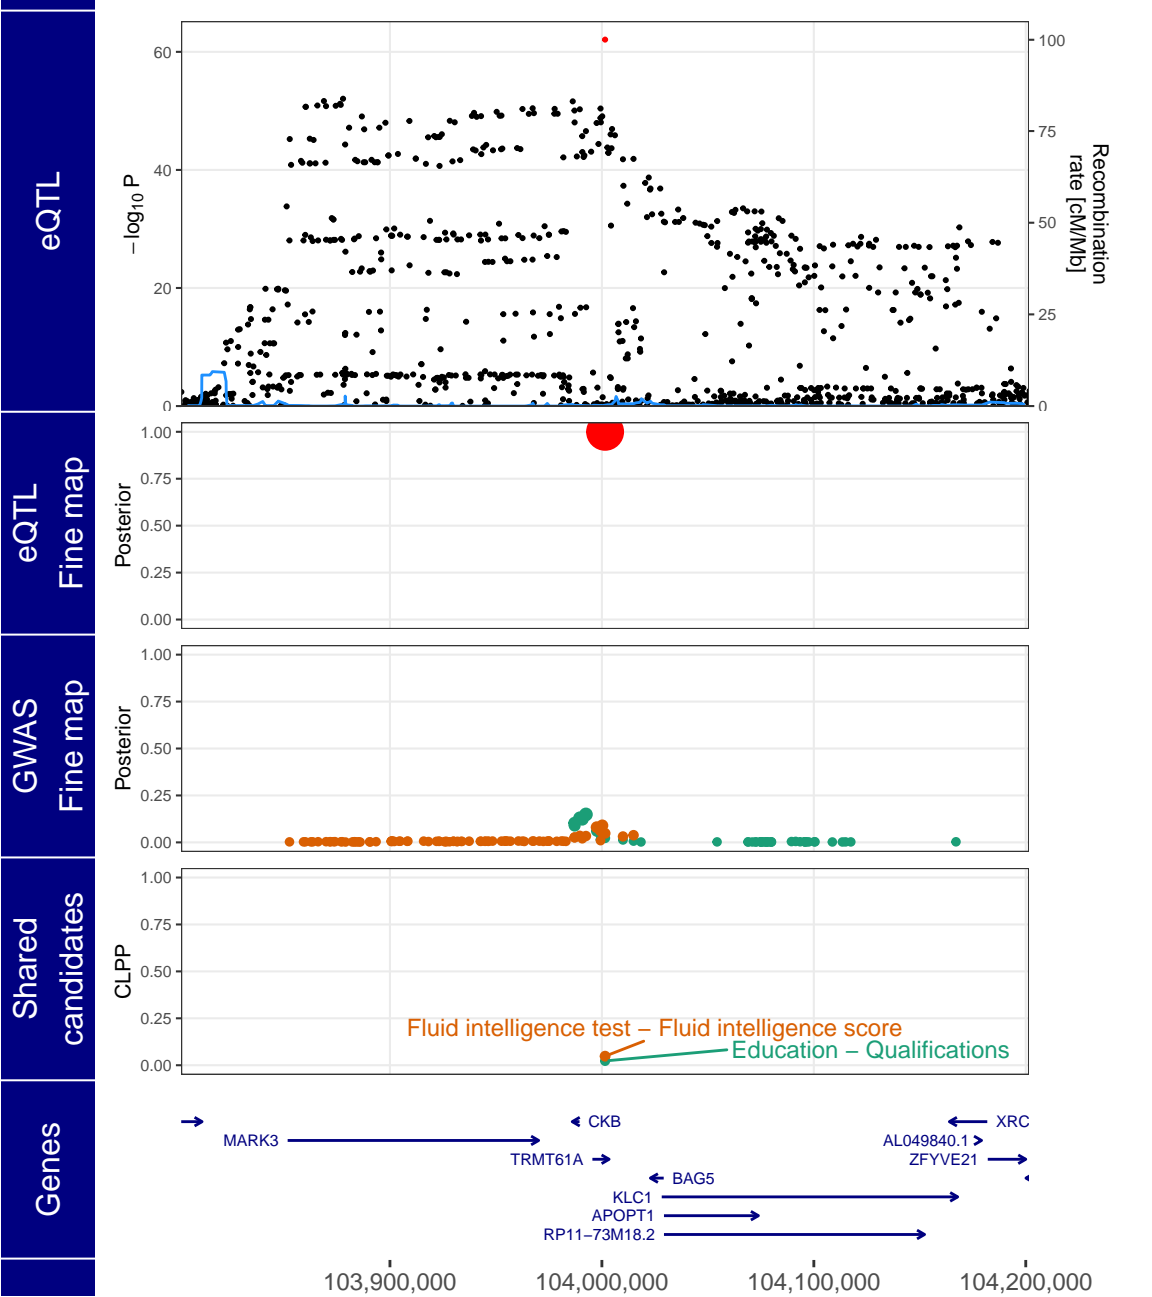 eQTL
60
40
20
0
– log10 P
100
75
50
25
0
Recombination
rate [cM/Mb]
eQTL
Fine map
1.00
0.75
0.50
0.25
0.00
Posterior
GWAS
Fine map
1.00
0.75
0.50
0.25
0.00
Posterior
Shared
candidates
1.00
0.75
0.50
0.25
0.00
CLPP
Fluid intelligence test – Fluid intelligence score
Education – Qualifications
Genes
CKB
XRC
MARK3
AL049840.1
TRMT61A
ZFYVE21
BAG5
KLC1
APOPT1
RP11–73M18.2
103,900,000
104,000,000
104,100,000
104,200,000